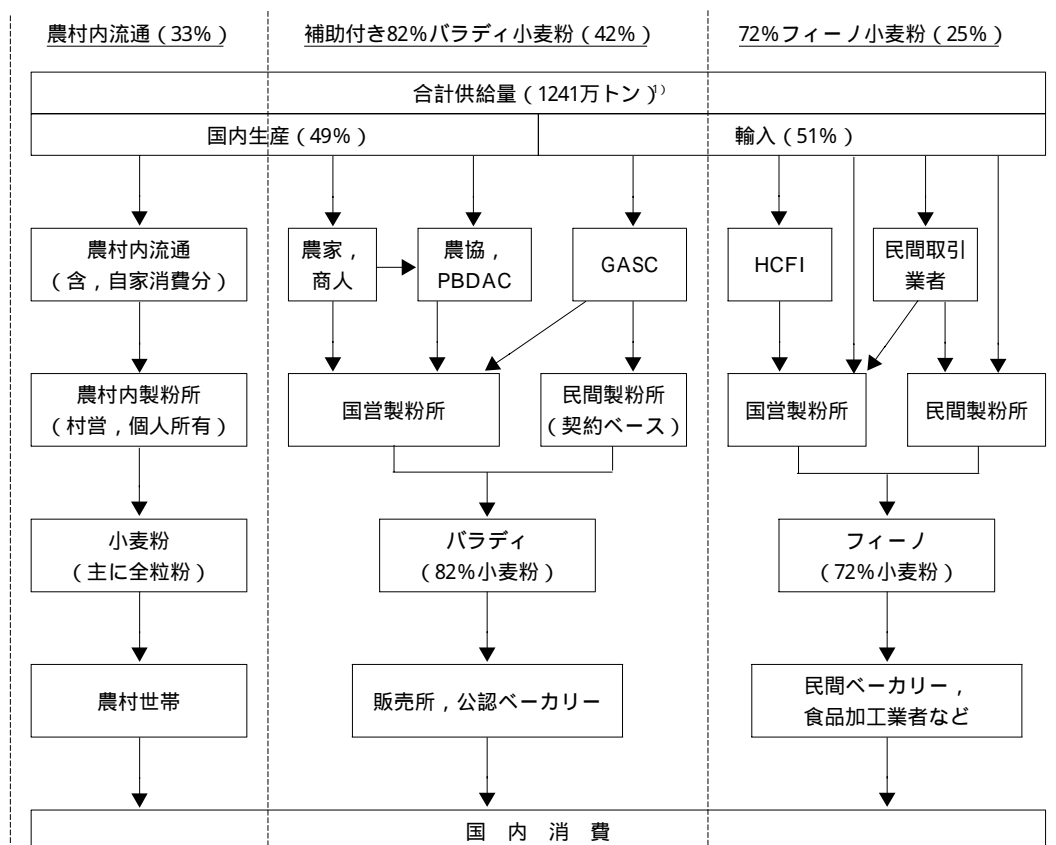 農村内流通（33%）
補助付き82%バラディ小麦粉（42%）
72%フィーノ小麦粉（25%）
合計供給量（1241万トン）1）
国内生産（49%）
輸入（51%）
農村内流通
（含，自家消費分）
農家，
商人
農協，
PBDAC
GASC
HCFI
民間取引
業者
農村内製粉所
（村営，個人所有）
国営製粉所
民間製粉所
（契約ベース）
国営製粉所
民間製粉所
小麦粉
（主に全粒粉）
バラディ
（82%小麦粉）
フィーノ
（72%小麦粉）
農村世帯
販売所，公認ベーカリー
民間ベーカリー，
食品加工業者など
国 内 消 費